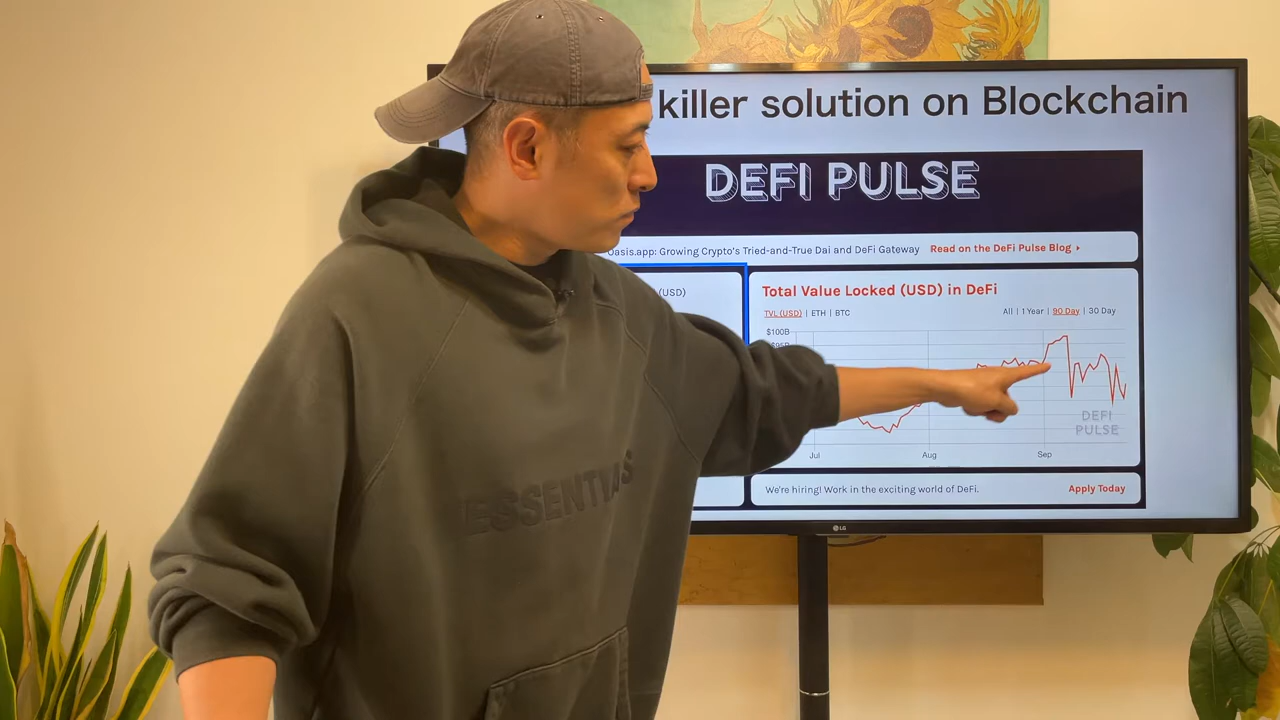 killer solution on Blockchain
DEFI PULSE
Oasis.app: Growing Crypto's Tried-and-True Dai and DeFi Gateway Read on the DeFi Pulse Blog
(USD)
Total Value Locked (USD) in DeFi
TVL (USD) | ETH | BTC
All | 1 Year | 90 Day | 30 Day
$100B
$95B
DEFI
PULSE
Jul Aug Sep
We're hiring! Work in the exciting world of DeFi. Apply Today
LG
ESSENTIALS